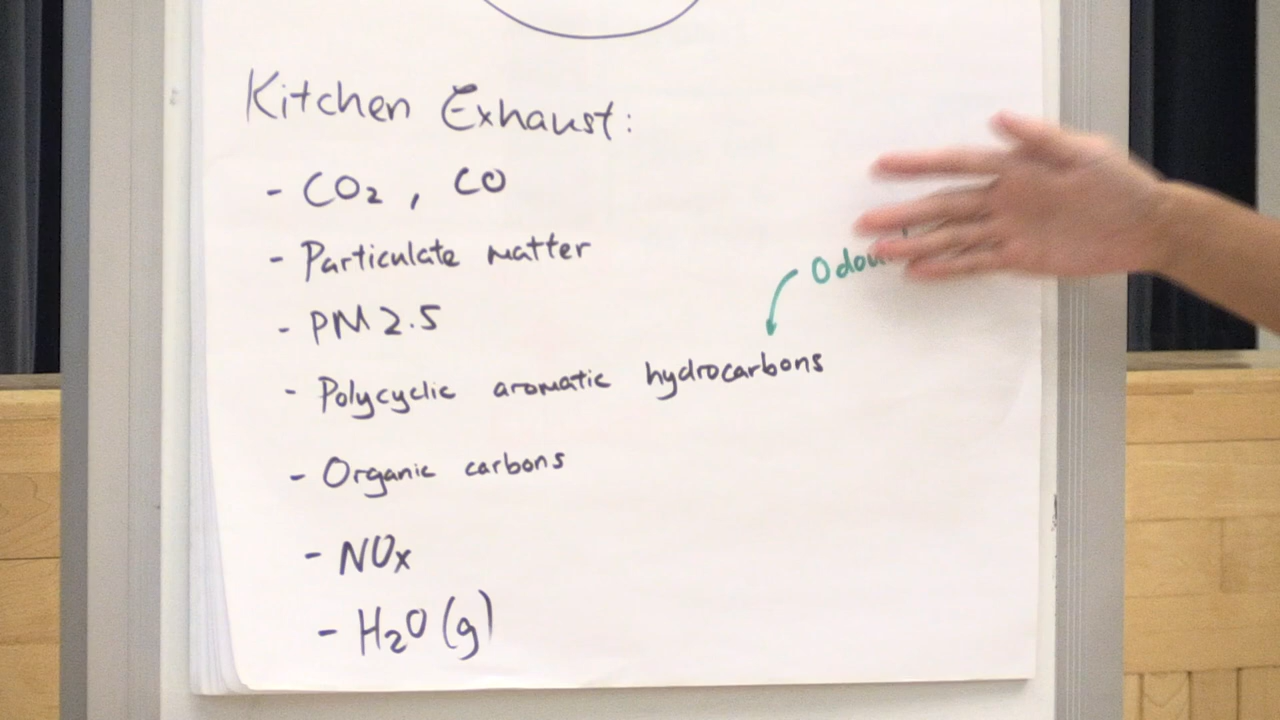 Kitchen Exhaust:
- CO₂ , CO
- Particulate matter
- PM 2.5
- Polycyclic aromatic hydrocarbons
- Organic carbons
- NOx
- H₂O (g)